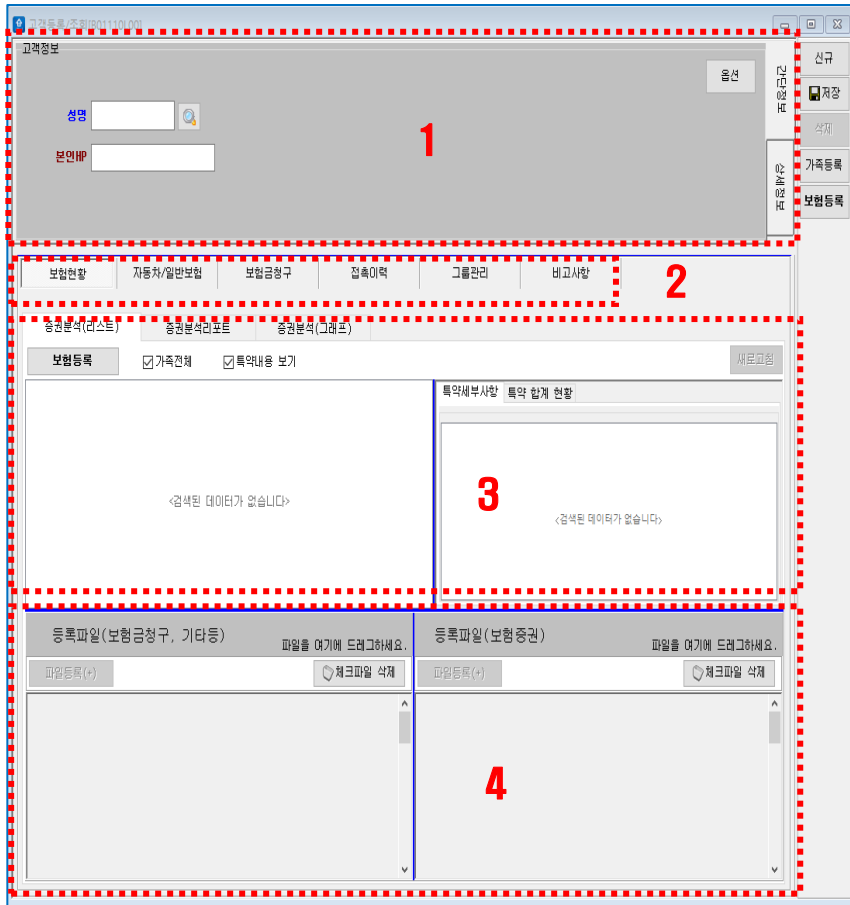 고객등록/조회[B01110L00]
고객정보
옵션
간단정보
상세정보
성명
본인HP
1
신규
저장
삭제
가족등록
보험등록
보험현황 자동차/일반보험 보험금청구 접촉이력 그룹관리 비고사항
2
증권분석(리스트) 증권분석리포트 증권분석(그래프)
보험등록 가족전체 특약내용 보기 새로고침
특약세부사항 특약 합계 현황
<검색된 데이터가 없습니다>
3
<검색된 데이터가 없습니다>
등록파일(보험금청구, 기타등) 파일을 여기에 드레그하세요.
파일등록(+) 체크파일 삭제
등록파일(보험증권) 파일을 여기에 드레그하세요.
파일등록(+) 체크파일 삭제
4